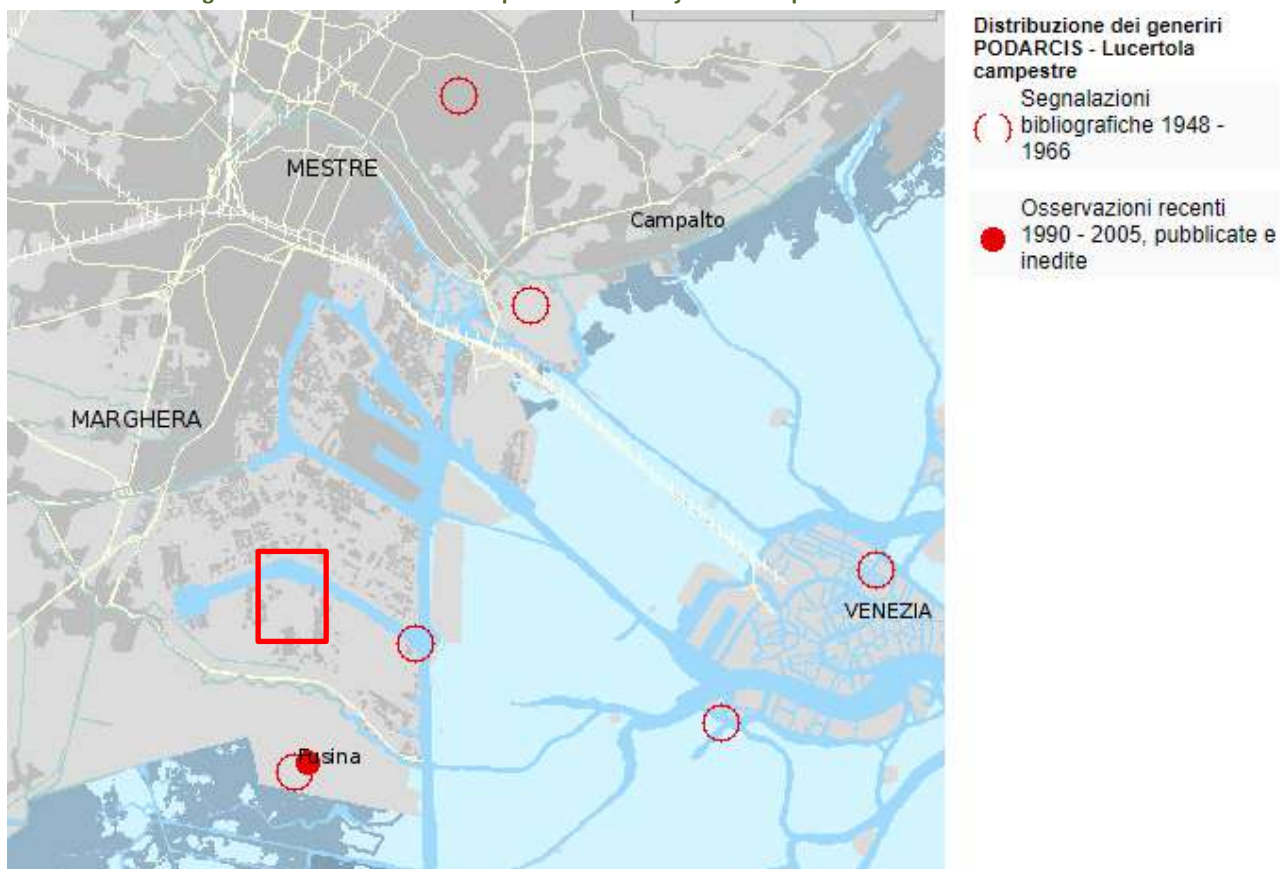 MESTRE
Campalto
MARGHERA
VENEZIA
Fusina
Distribuzione dei generiri
PODARCIS - Lucertola
campestre
Segnalazioni
bibliografiche 1948 -
1966
Osservazioni recenti
1990 - 2005, pubblicate e
inedite